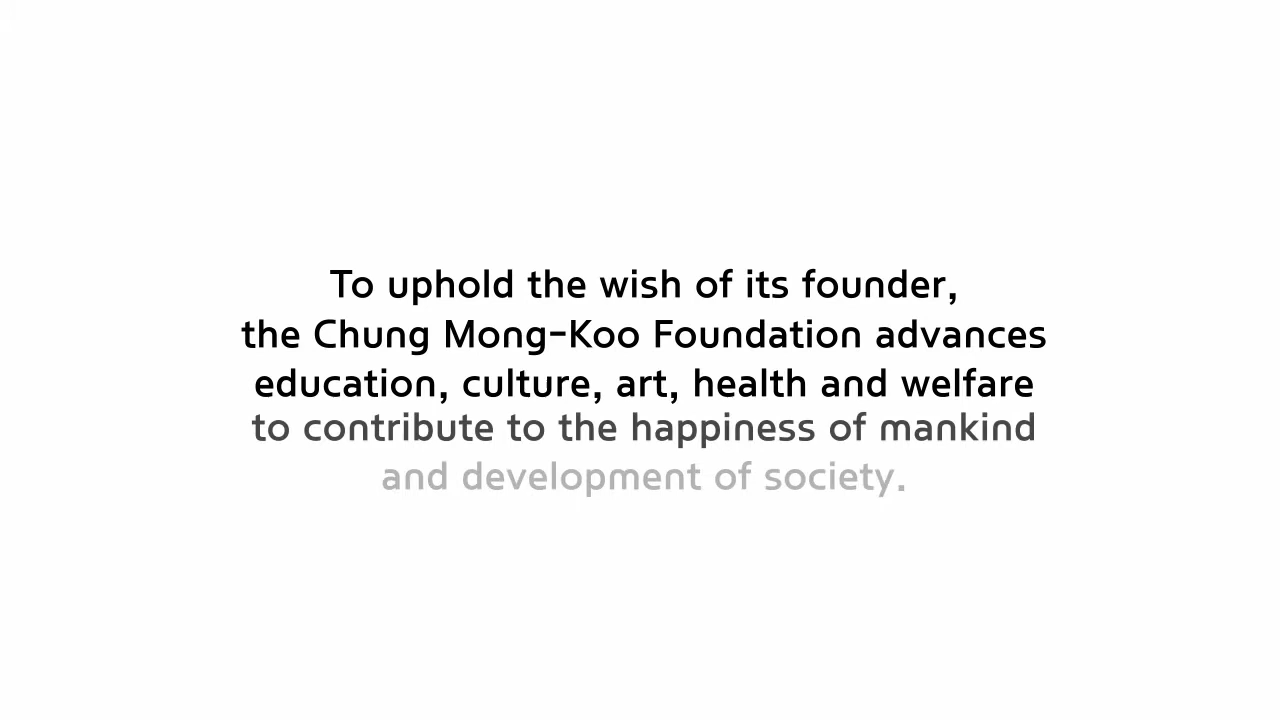 To uphold the wish of its founder,
the Chung Mong-Koo Foundation advances
education, culture, art, health and welfare
to contribute to the happiness of mankind
and development of society.